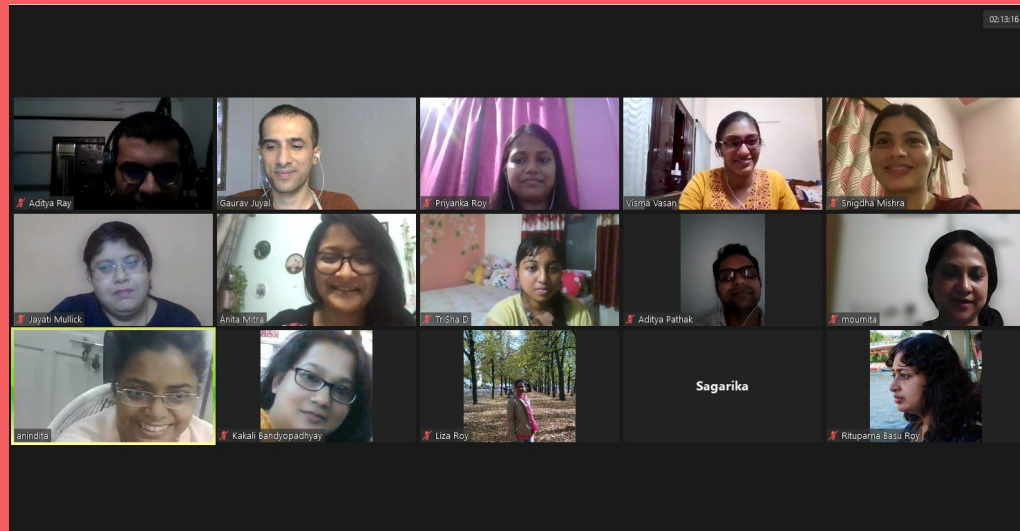 02:13:16
Aditya Ray
Gaurav Juyal
Priyanka Roy
Visma Vasan
Snigdha Mishra
Jayati Mullick
Anita Mitra
TriSha D
Aditya Pathak
moumita
anindita
Kakali Bandyopadhyay
Liza Roy
Sagarika
Rituparna Basu Roy